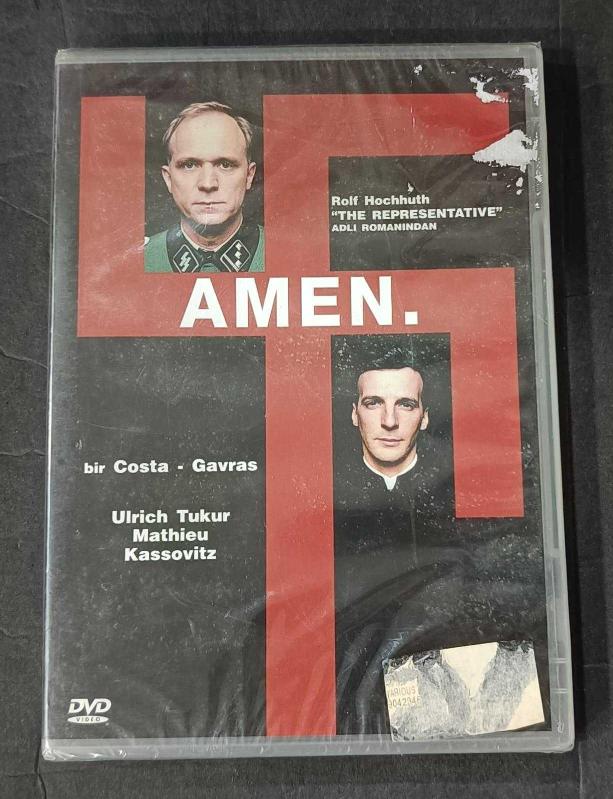 Rolf Hochhuth
"THE REPRESENTATIVE"
ADLI ROMANINDAN
AMEN.
bir Costa - Gavras
Ulrich Tukur
Mathieu
Kassovitz
DVD
VIDEO